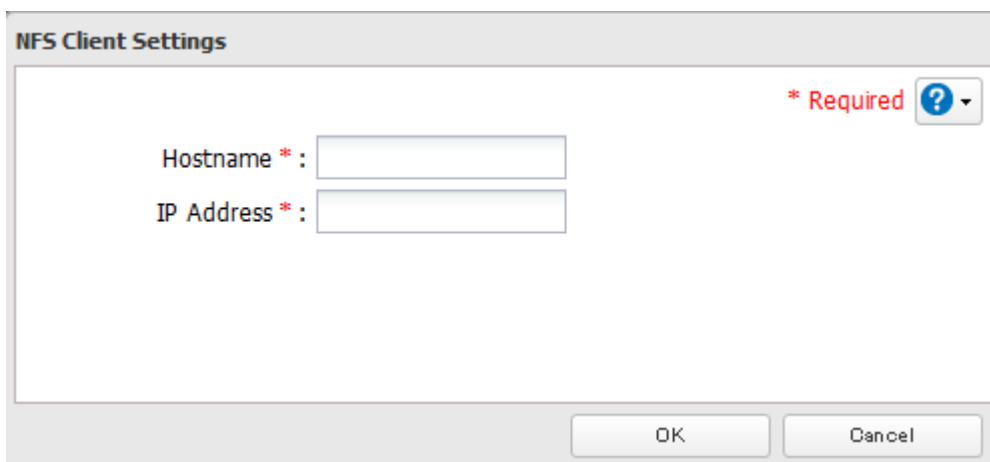 NFS Client Settings
* Required ?
Hostname * :
IP Address * :
OK Cancel